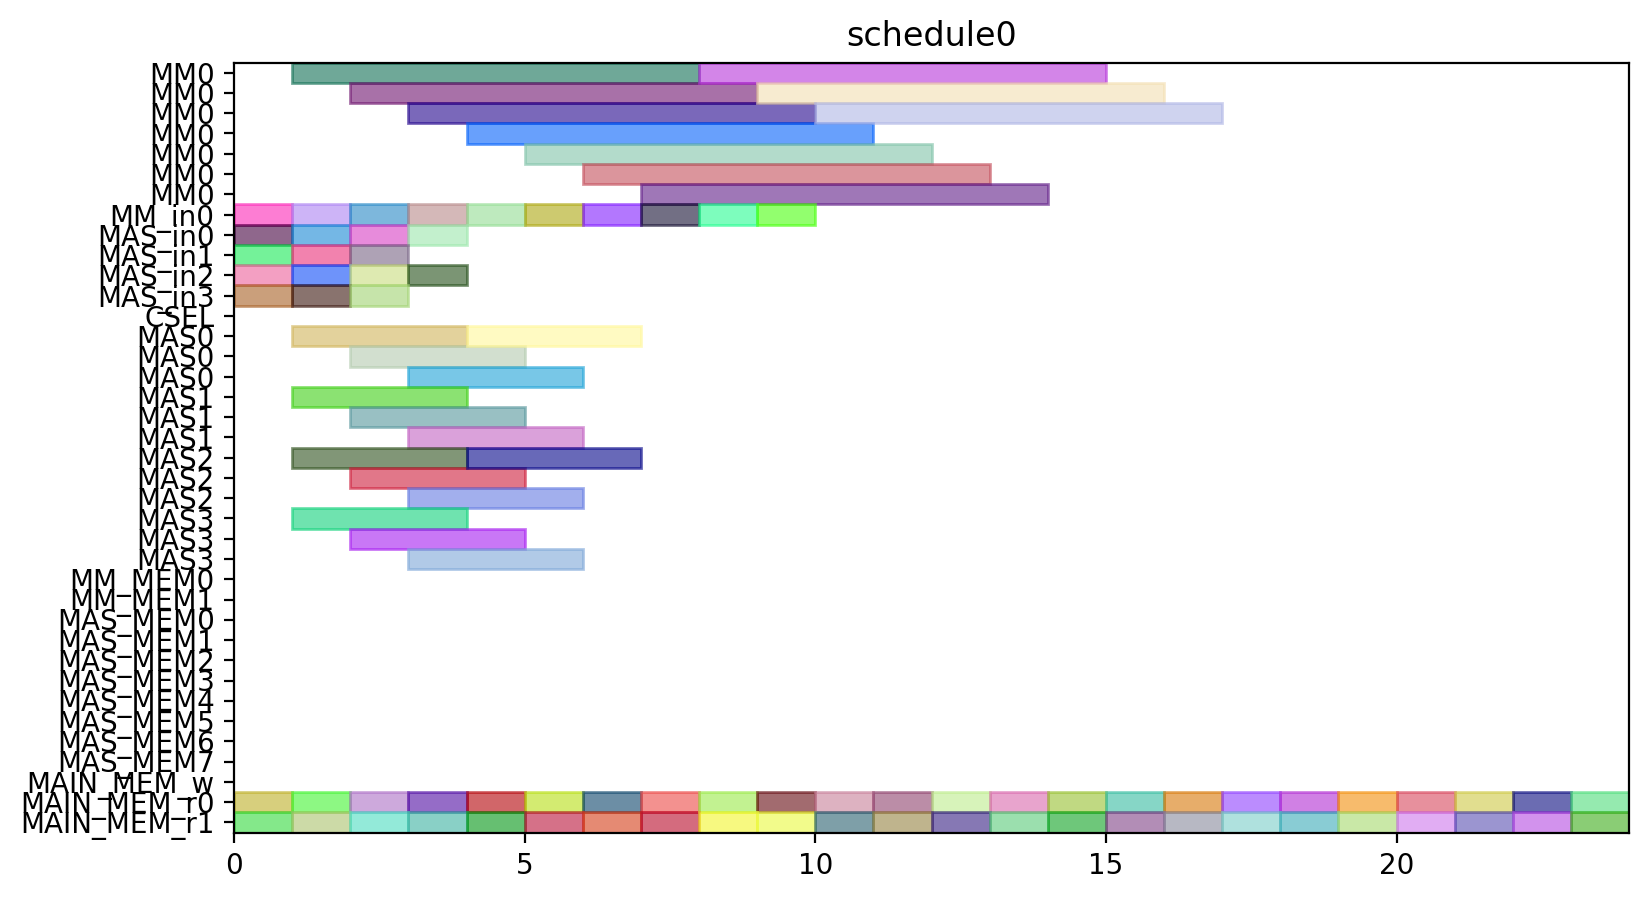 schedule0
MM0
MM0
MM0
MM0
MM0
MM0
MM0
MM_in0
MAS_in0
MAS_in1
MAS_in2
MAS_in3
CSEL
MAS0
MAS0
MAS0
MAS1
MAS1
MAS1
MAS2
MAS2
MAS2
MAS3
MAS3
MAS3
MM_MEM0
MM_MEM1
MAS_MEM0
MAS_MEM1
MAS_MEM2
MAS_MEM3
MAS_MEM4
MAS_MEM5
MAS_MEM6
MAS_MEM7
MAIN_MEM_w
MAIN_MEM_r0
MAIN_MEM_r1
0 5 10 15 20